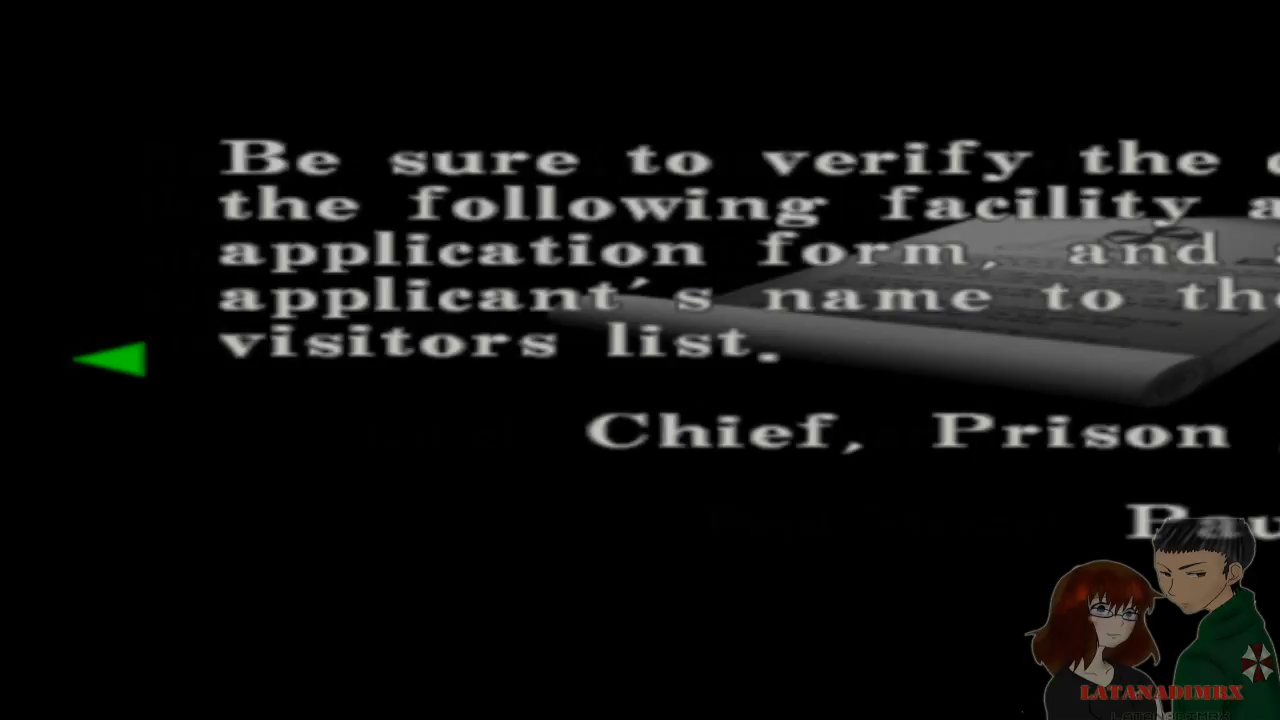 Be sure to verify the
the following facility
application form, and
applicant's name to
visitors list.
Chief, Prison
LATANADIMRX